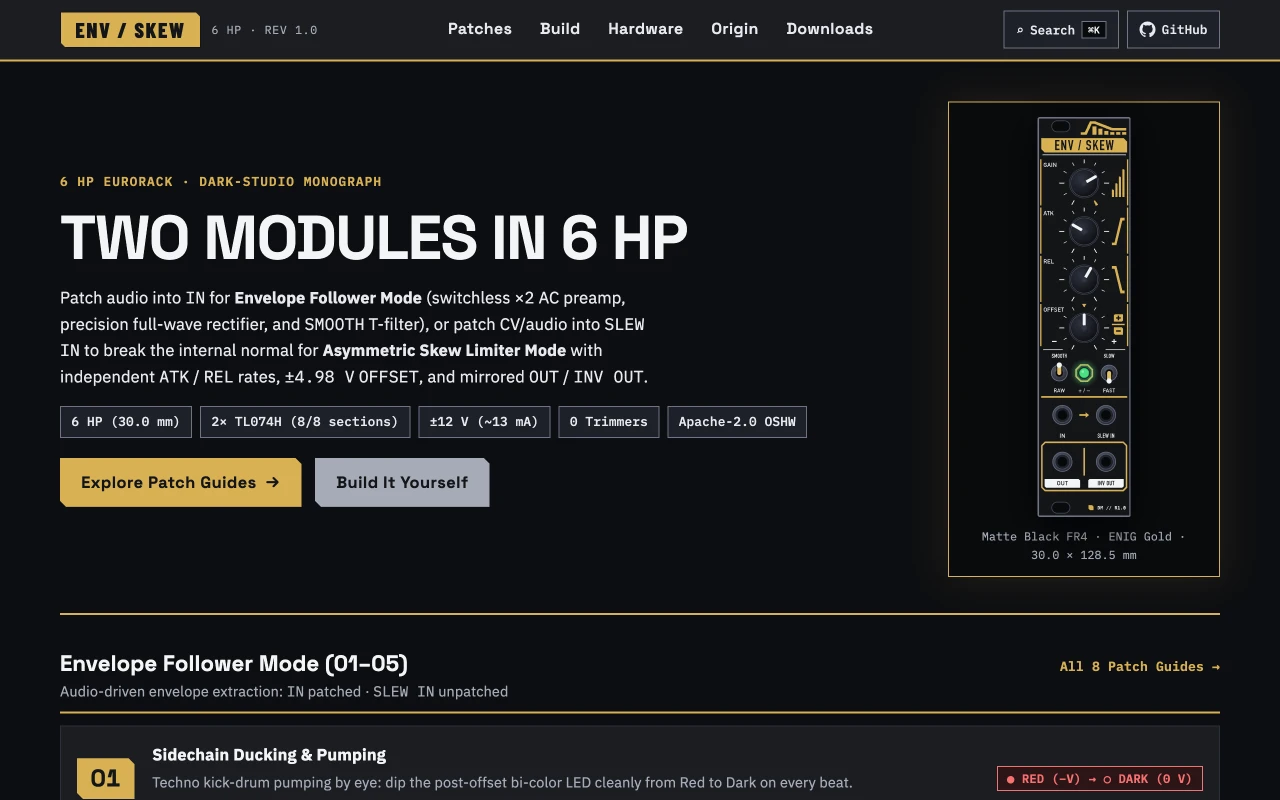 ENV / SKEW
6 HP · REV 1.0
Patches
Build
Hardware
Origin
Downloads
Search ⌘K
GitHub
6 HP EURORACK · DARK-STUDIO MONOGRAPH
TWO MODULES IN 6 HP
Patch audio into IN for Envelope Follower Mode (switchless ×2 AC preamp,
precision full-wave rectifier, and SMOOTH T-filter), or patch CV/audio into SLEW
IN to break the internal normal for Asymmetric Skew Limiter Mode with
independent ATK / REL rates, ±4.98 V OFFSET, and mirrored OUT / INV OUT.
6 HP (30.0 mm)
2× TL074H (8/8 sections)
±12 V (~13 mA)
0 Trimmers
Apache-2.0 OSHW
Explore Patch Guides →
Build It Yourself
ENV / SKEW
GAIN
ATK
REL
OFFSET
− +
SMOOTH
SLOW
RAW
+/−
FAST
IN
SLEW IN
OUT
INV OUT
DM // R1.0
Matte Black FR4 · ENIG Gold ·
30.0 × 128.5 mm
Envelope Follower Mode (01–05)
All 8 Patch Guides →
Audio-driven envelope extraction: IN patched · SLEW IN unpatched
01
Sidechain Ducking & Pumping
Techno kick-drum pumping by eye: dip the post-offset bi-color LED cleanly from Red to Dark on every beat.
● RED (−V) → ○ DARK (0 V)